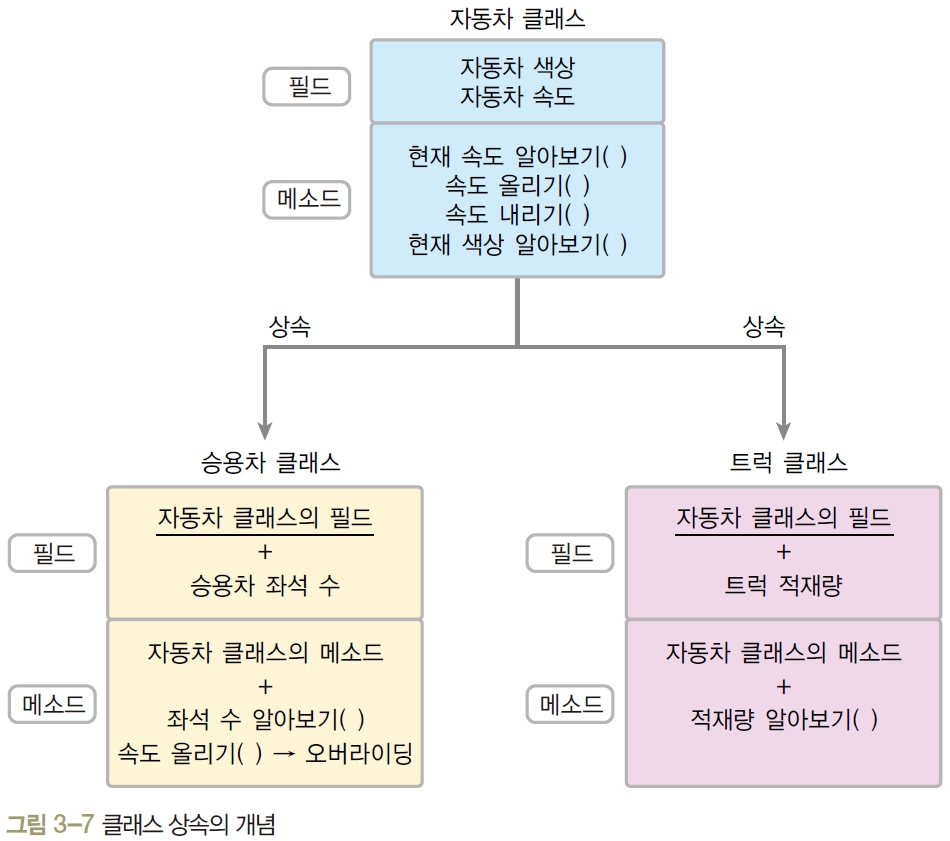 자동차 클래스
필드
자동차 색상
자동차 속도
메소드
현재 속도 알아보기( )
속도 올리기( )
속도 내리기( )
현재 색상 알아보기( )
상속
상속
승용차 클래스
필드
자동차 클래스의 필드
+
승용차 좌석 수
메소드
자동차 클래스의 메소드
+
좌석 수 알아보기( )
속도 올리기( ) → 오버라이딩
트럭 클래스
필드
자동차 클래스의 필드
+
트럭 적재량
메소드
자동차 클래스의 메소드
+
적재량 알아보기( )
그림 3-7 클래스 상속의 개념